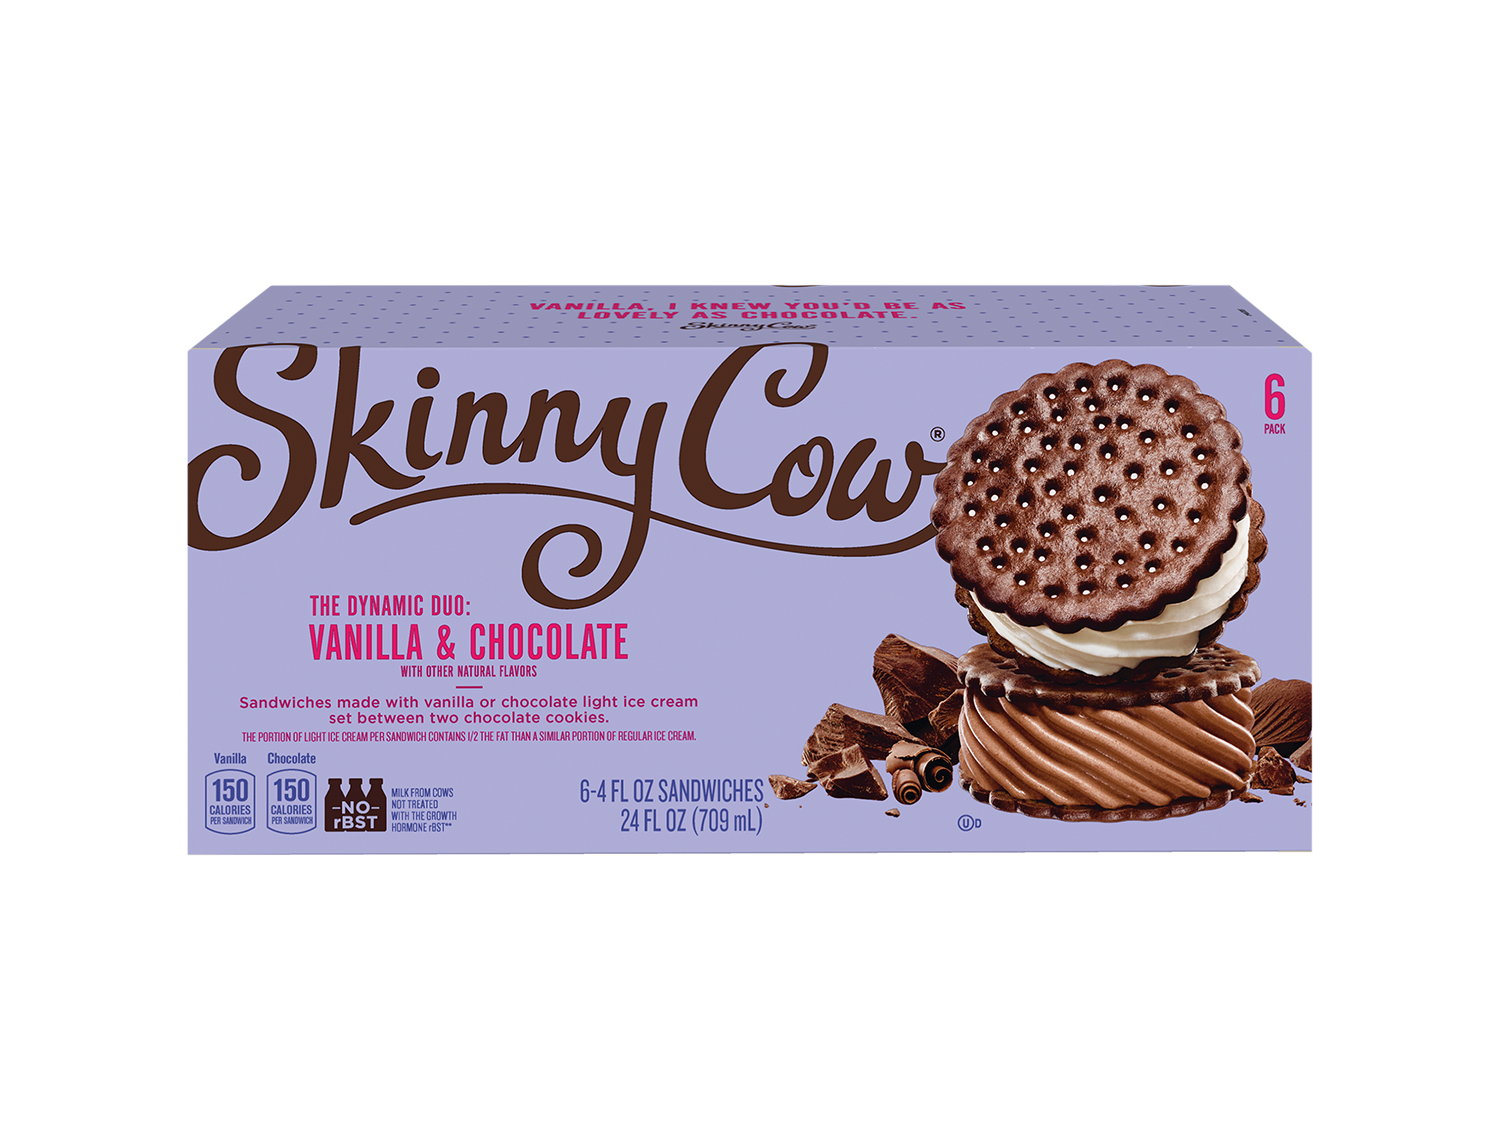 VANILLA, I KNEW YOU'D BE AS
LOVELY AS CHOCOLATE.
Skinny Cow
Skinny Cow®
6
PACK
THE DYNAMIC DUO:
VANILLA & CHOCOLATE
WITH OTHER NATURAL FLAVORS
Sandwiches made with vanilla or chocolate light ice cream
set between two chocolate cookies.
THE PORTION OF LIGHT ICE CREAM PER SANDWICH CONTAINS 1/2 THE FAT THAN A SIMILAR PORTION OF REGULAR ICE CREAM.
Vanilla
150
CALORIES
PER SANDWICH
Chocolate
150
CALORIES
PER SANDWICH
-NO-
rBST
MILK FROM COWS
NOT TREATED
WITH THE GROWTH
HORMONE rBST**
6-4 FL OZ SANDWICHES
24 FL OZ (709 mL)
U D